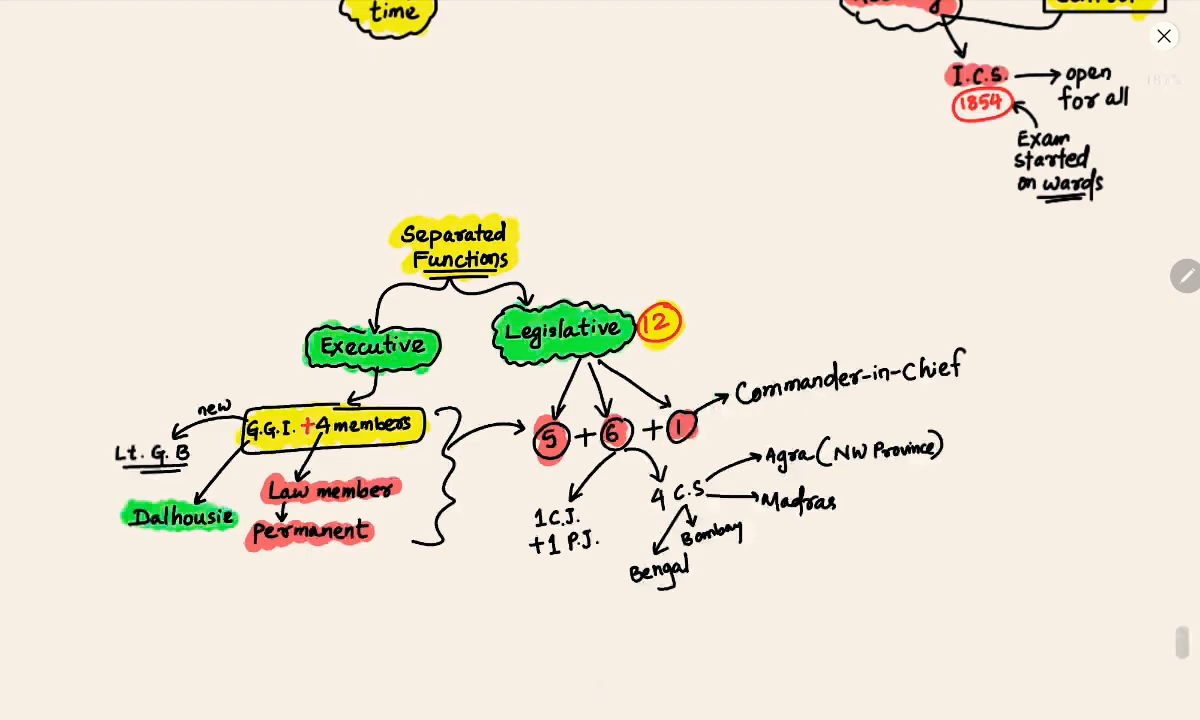 time
I.C.S.
open
for all
1854
Exam
started
on wards
Separated
Functions
Executive
Legislative
12
Commander-in-Chief
new
G.G.I. + 4 members
5 + 6 + 1
Lt. G. B
Agra (NW Province)
Law member
4 C.S
Madras
Dalhousie
Permanent
1 C.J.
+1 P.J.
Bombay
Bengal